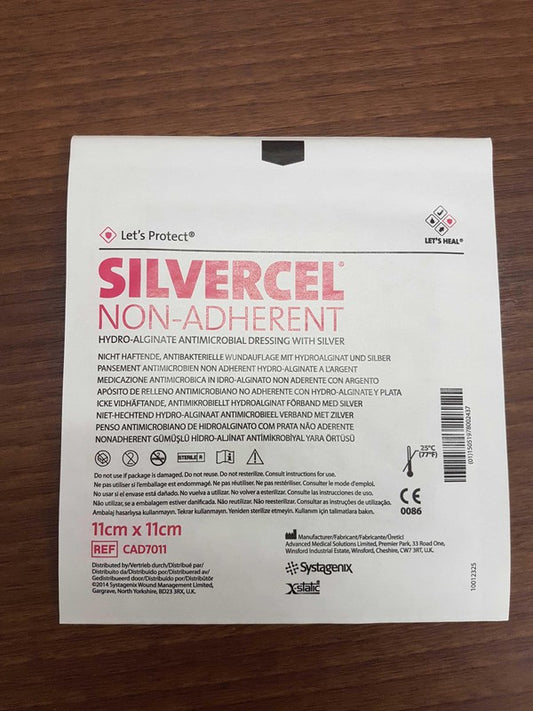 Let's Protect®
LET'S HEAL®
SILVERCEL®
NON-ADHERENT
HYDRO-ALGINATE ANTIMICROBIAL DRESSING WITH SILVER
NICHT HAFTENDE, ANTIBAKTERIELLE WUNDAUFLAGE MIT HYDROALGINAT UND SILBER
PANSEMENT ANTIMICROBIEN NON ADHERENT HYDRO-ALGINATE A L'ARGENT
MEDICAZIONE ANTIMICROBICA IN IDRO-ALGINATO NON ADERENTE CON ARGENTO
APÓSITO DE RELLENO ANTIMICROBIANO NO ADHERENTE CON HYDRO-ALGINATE Y PLATA
ICKE VIDHÄFTANDE, ANTIMIKROBIELLT HYDROALGINAT FÖRBAND MED SILVER
NIET-HECHTEND HYDRO-ALGINAAT ANTIMICROBIEEL VERBAND MET ZILVER
PENSO ANTIMICROBIANO DE HIDROALGINATO COM PRATA NÃO ADERENTE
NONADHERENT GÜMÜŞLÜ HİDRO-ALJİNAT ANTİMİKROBİYAL YARA ÖRTÜSÜ
STERILE R
25°C
(77°F)
(01)15051978002437
Do not use if package is damaged. Do not reuse. Do not resterilize. Consult instructions for use.
Ne pas utiliser si l'emballage est endommagé. Ne pas réutiliser. Ne pas restériliser. Consulter le mode d'emploi.
No usar si el envase está dañado. No vuelva a utilizar. No volver a esterilizar. Consulte las instrucciones de uso.
Não utilizar, se a embalagem estiver danificada. Não reutilizar. Não reesterilizar. Consultar as instruções de utilização.
Ambalaj hasarlıysa kullanmayın. Tekrar kullanmayın. Yeniden sterilize etmeyin. Kullanım için talimatlara bakın.
CE
0086
11cm x 11cm
REF CAD7011
Manufacturer/Fabricant/Fabricante/Üretici
Advanced Medical Solutions Limited, Premier Park, 33 Road One,
Winsford Industrial Estate, Winsford, Cheshire, CW7 3RT, U.K.
Distributed by/Vertrieb durch/Distribué par/
Distribuito da/Distribuido por/Distribuerad av/
Gedistribueerd door/Distribuído por/Distribütör
©2014 Systagenix Wound Management Limited,
Gargrave, North Yorkshire, BD23 3RX, U.K.
Systagenix
X-static®
10012325